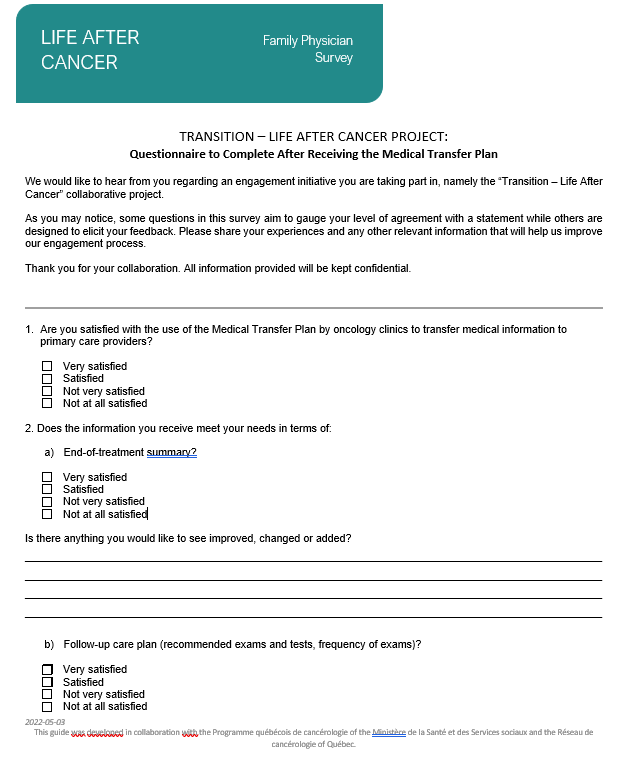 LIFE AFTER
CANCER
Family Physician
Survey
TRANSITION – LIFE AFTER CANCER PROJECT:
Questionnaire to Complete After Receiving the Medical Transfer Plan
We would like to hear from you regarding an engagement initiative you are taking part in, namely the “Transition – Life After
Cancer” collaborative project.
As you may notice, some questions in this survey aim to gauge your level of agreement with a statement while others are
designed to elicit your feedback. Please share your experiences and any other relevant information that will help us improve
our engagement process.
Thank you for your collaboration. All information provided will be kept confidential.
1. Are you satisfied with the use of the Medical Transfer Plan by oncology clinics to transfer medical information to
primary care providers?
Very satisfied
Satisfied
Not very satisfied
Not at all satisfied
2. Does the information you receive meet your needs in terms of:
a) End-of-treatment summary?
Very satisfied
Satisfied
Not very satisfied
Not at all satisfied
Is there anything you would like to see improved, changed or added?
b) Follow-up care plan (recommended exams and tests, frequency of exams)?
Very satisfied
Satisfied
Not very satisfied
Not at all satisfied
2022-05-03
This guide was developed in collaboration with the Programme québécois de cancérologie of the Ministèce de la Santé et des Services sociaux and the Réseau de
cancérologie of Québec.